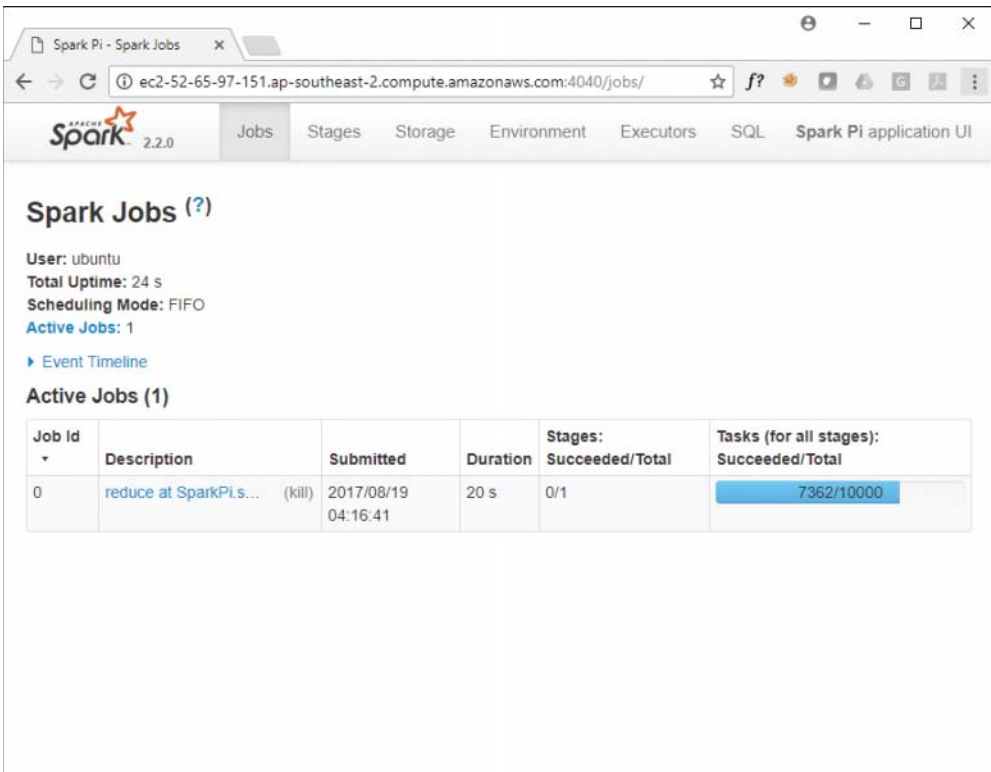 Spark Pi - Spark Jobs
ec2-52-65-97-151.ap-southeast-2.compute.amazonaws.com:4040/jobs/
f?
G
APACHE
Spark 2.2.0
Jobs Stages Storage Environment Executors SQL Spark Pi application UI
Spark Jobs (?)
User: ubuntu
Total Uptime: 24 s
Scheduling Mode: FIFO
Active Jobs: 1
Event Timeline
Active Jobs (1)
Job Id
Description
Submitted
Duration
Stages:
Succeeded/Total
Tasks (for all stages):
Succeeded/Total
0
reduce at SparkPi.s... (kill)
2017/08/19
04:16:41
20 s
0/1
7362/10000